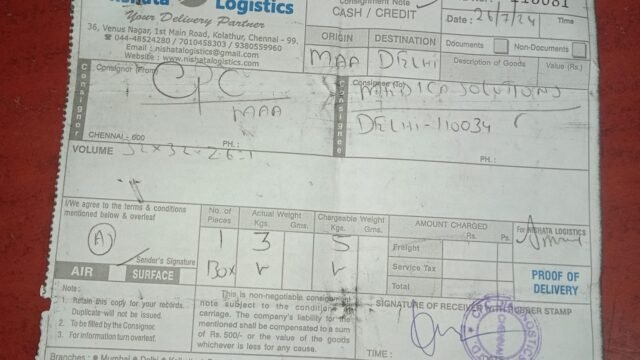 Logistics
Your Delivery Partner
36, Venus Nagar, 1st Main Road, Kolathur, Chennai - 99.
044-48524280 / 7010458303 / 9380559960
Email : nishatalogistics@gmail.com
Website : www.nishatalogistics.com
Consignment Note
CASH / CREDIT
Date : 26/7/24 Time
ORIGIN DESTINATION
MAA DELHI
Documents Non-Documents
Description of Goods Value (Rs.)
Consignor
Consignor (From)
CPC
MAA
CHENNAI - 600 PH. :
Consignee
Consignee (To)
MEDICA SOLUTIONS
DELHI-110034
PH. :
VOLUME
I/We agree to the terms & conditions
mentioned below & overleaf
Sender's Signature
AIR SURFACE
No. of Pieces Actual Weight Kgs. Gms. Chargeable Weight Kgs. Gms.
1 3 5
BOX
AMOUNT CHARGED
Rs. Ps.
Freight
Service Tax
Total
For NISHATA LOGISTICS
PROOF OF
DELIVERY
Note :
1. Retain this copy for your records.
Duplicate will not be issued.
2. To be filled by the Consignor.
3. For information turn overleaf.
This is non-negotiable
note subject to the
carriage. The company's liability for
mentioned shall be compensated to a
sum of Rs. 500/- or the value of the goods
whichever is less for any cause.
SIGNATURE OF RECEIVER WITH RUBBER STAMP
TIME :
Branches : Mumbai Delhi